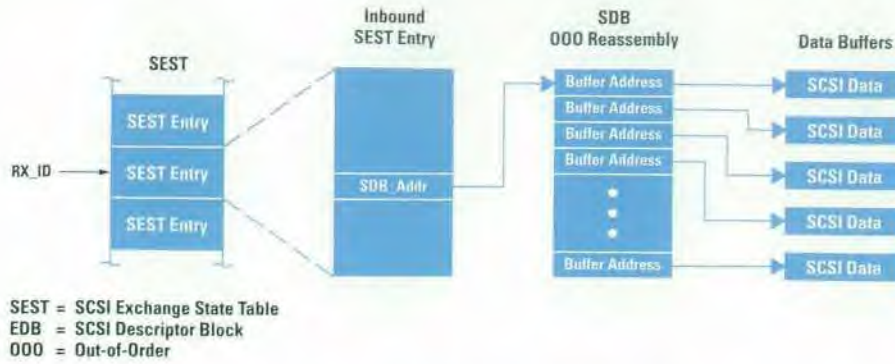 SEST
Inbound
SEST Entry
SDB
OOO Reassembly
Data Buffers
RX_ID
SEST Entry
SEST Entry
SEST Entry
SDB_Addr
Buffer Address
Buffer Address
Buffer Address
Buffer Address
Buffer Address
SCSI Data
SCSI Data
SCSI Data
SCSI Data
SCSI Data
SEST = SCSI Exchange State Table
EDB = SCSI Descriptor Block
OOO = Out-of-Order